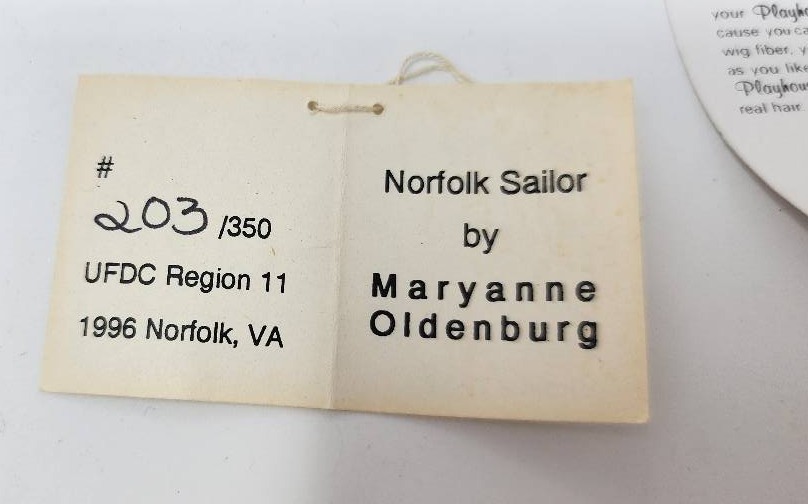 #
203 /350
UFDC Region 11
1996 Norfolk, VA
Norfolk Sailor
by
Maryanne
Oldenburg
your Playho
cause you ca
wig fiber. y
as you like
Playhou
real hair